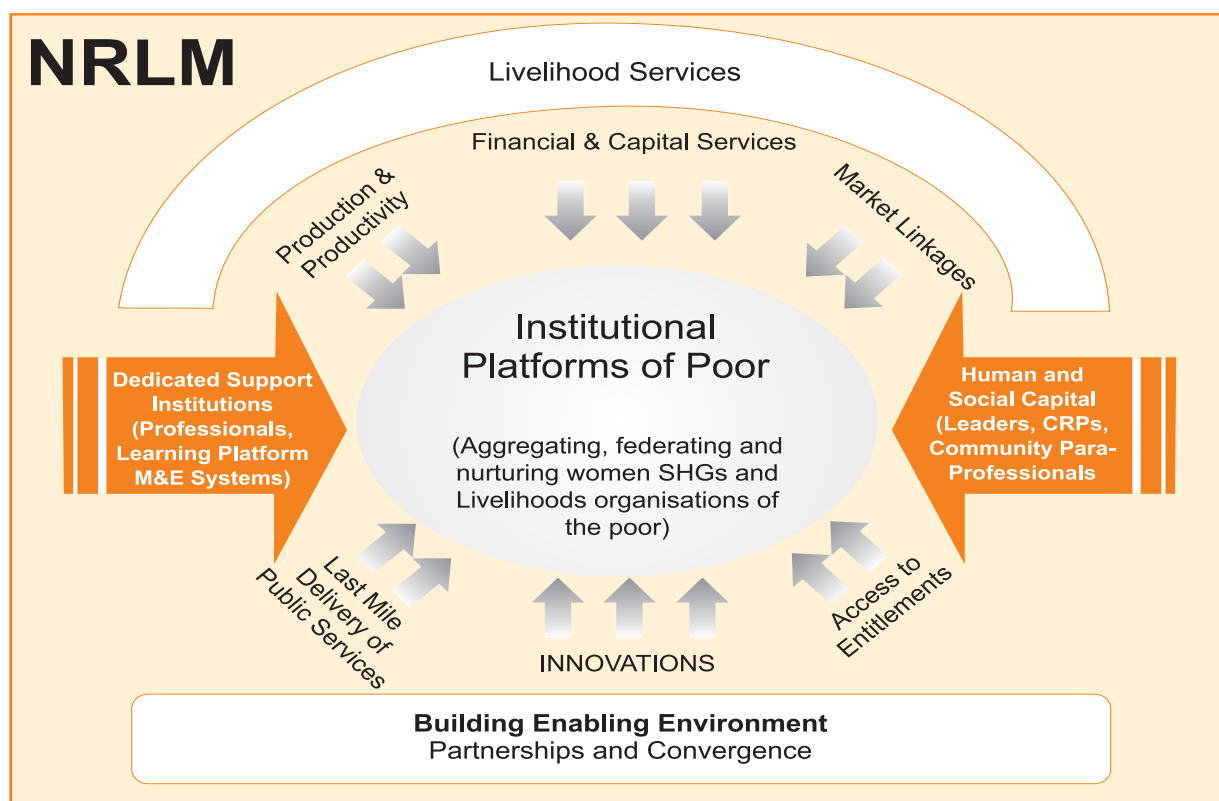 NRLM
Livelihood Services
Financial & Capital Services
Production &
Productivity
Market Linkages
Institutional
Platforms of Poor
(Aggregating, federating and
nurturing women SHGs and
Livelihoods organisations of
the poor)
Dedicated Support
Institutions
(Professionals,
Learning Platform
M&E Systems)
Human and
Social Capital
(Leaders, CRPs,
Community Para-
Professionals
Last Mile
Delivery of
Public Services
INNOVATIONS
Access to
Entitlements
Building Enabling Environment
Partnerships and Convergence